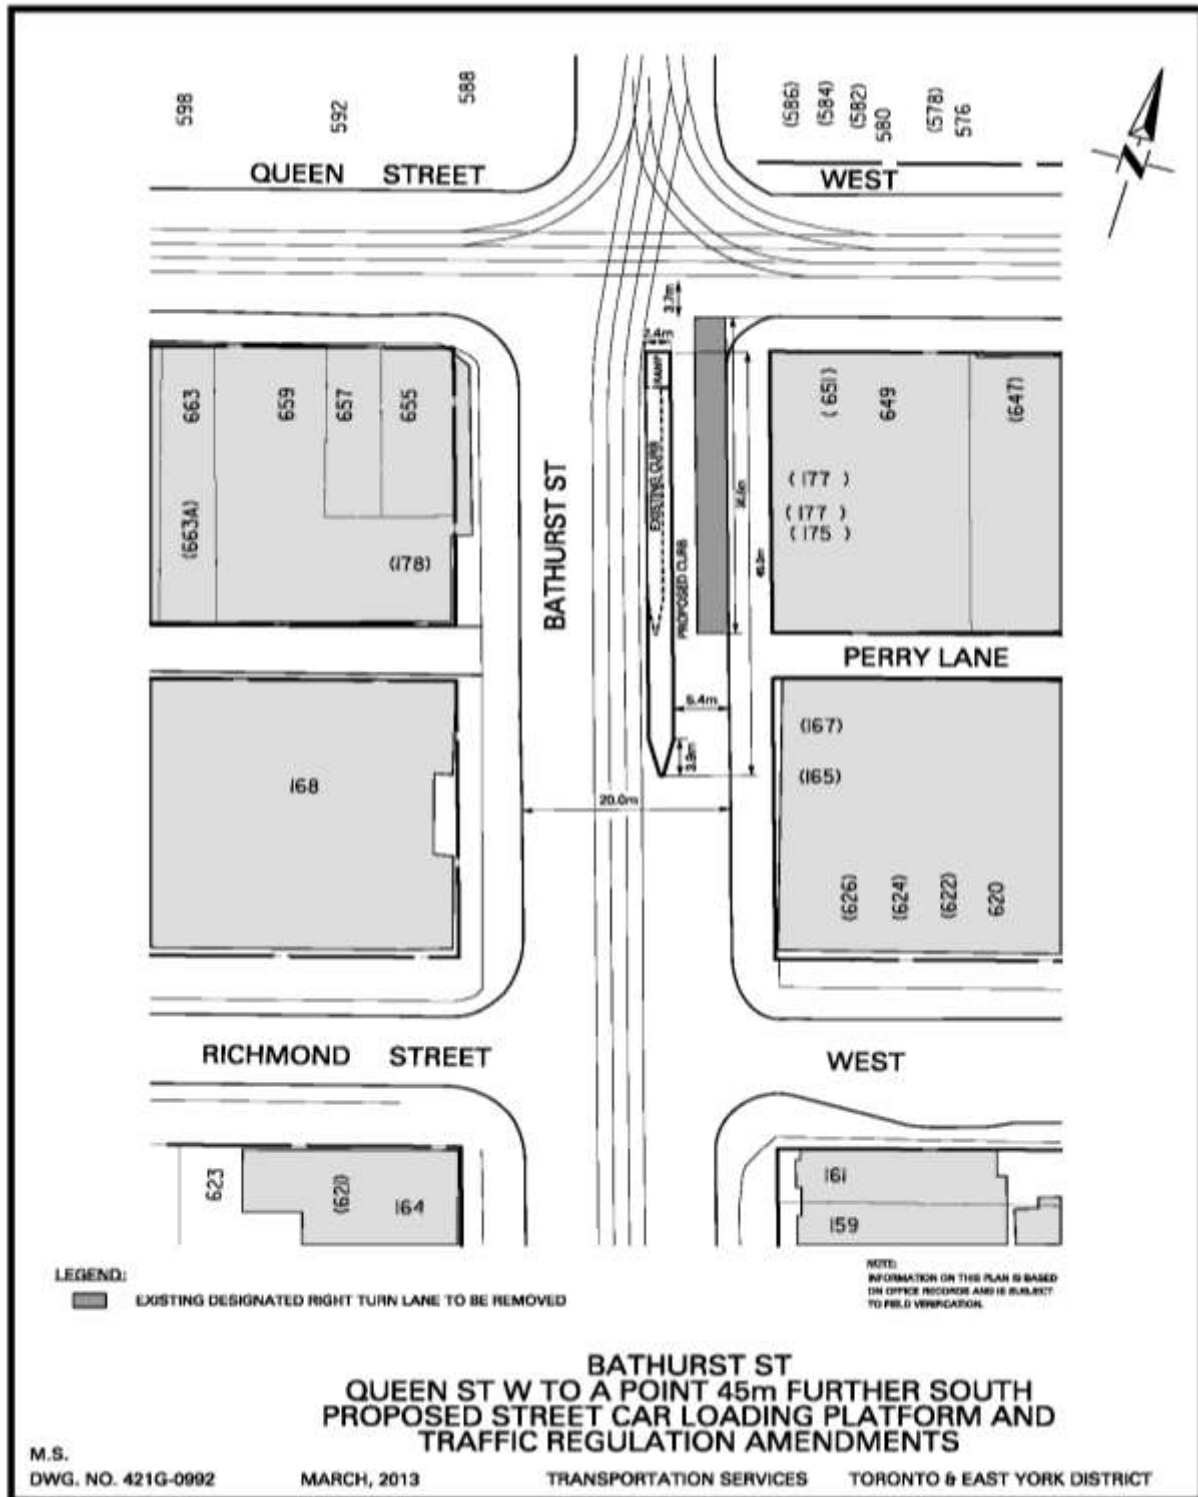 598
592
588
(586)
(584)
(582)
580
(578)
576
N
QUEEN STREET WEST
3.7m
2.4m
RAMP
663
659
657
655
(651)
649
(647)
EXISTING CURB
(177 )
(177 )
(175 )
(663A)
(178)
BATHURST ST
PROPOSED CURB
45.0m
PERRY LANE
5.4m
(167)
3.9m
(165)
168
20.0m
(626)
(624)
(622)
620
RICHMOND STREET WEST
623
(621)
164
161
159
LEGEND:
EXISTING DESIGNATED RIGHT TURN LANE TO BE REMOVED
NOTE:
INFORMATION ON THIS PLAN IS BASED
ON OFFICE RECORDS AND IS SUBJECT
TO FIELD VERIFICATION.
BATHURST ST
QUEEN ST W TO A POINT 45m FURTHER SOUTH
PROPOSED STREET CAR LOADING PLATFORM AND
TRAFFIC REGULATION AMENDMENTS
M.S.
DWG. NO. 421G-0992 MARCH, 2013 TRANSPORTATION SERVICES TORONTO & EAST YORK DISTRICT